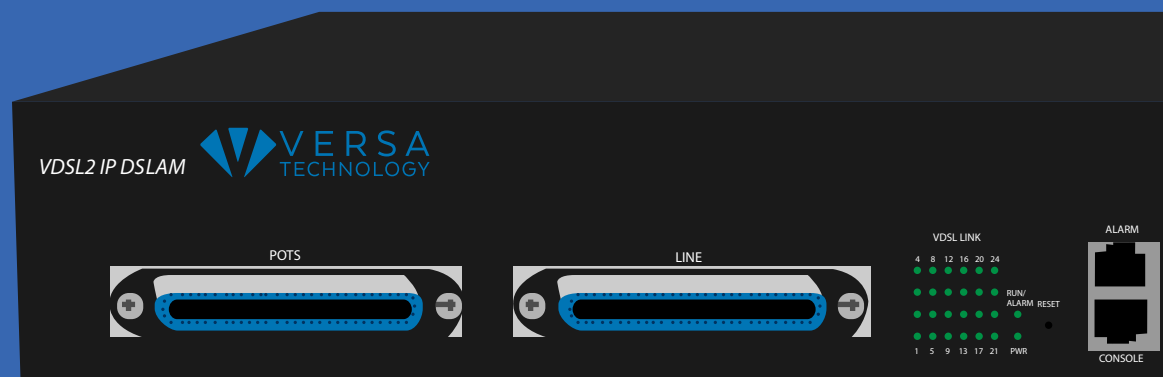 VDSL2 IP DSLAM
VERSA
TECHNOLOGY
POTS
LINE
VDSL LINK
4 8 12 16 20 24
1 5 9 13 17 21
RUN/
ALARM
PWR
RESET
ALARM
CONSOLE